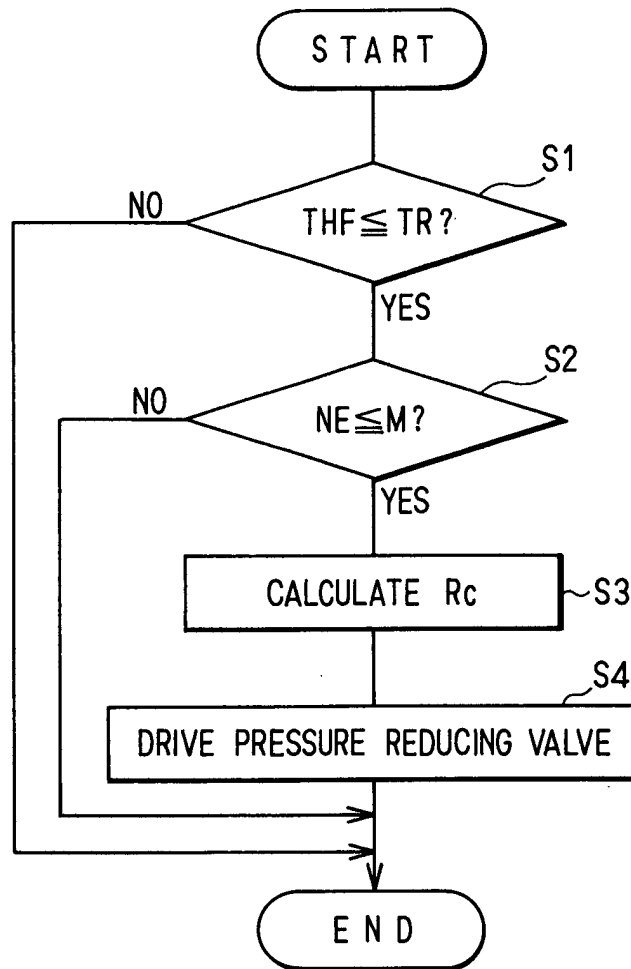 START
S1
NO
THF≦TR?
YES
S2
NO
NE≦M?
YES
CALCULATE Rc
S3
S4
DRIVE PRESSURE REDUCING VALVE
END